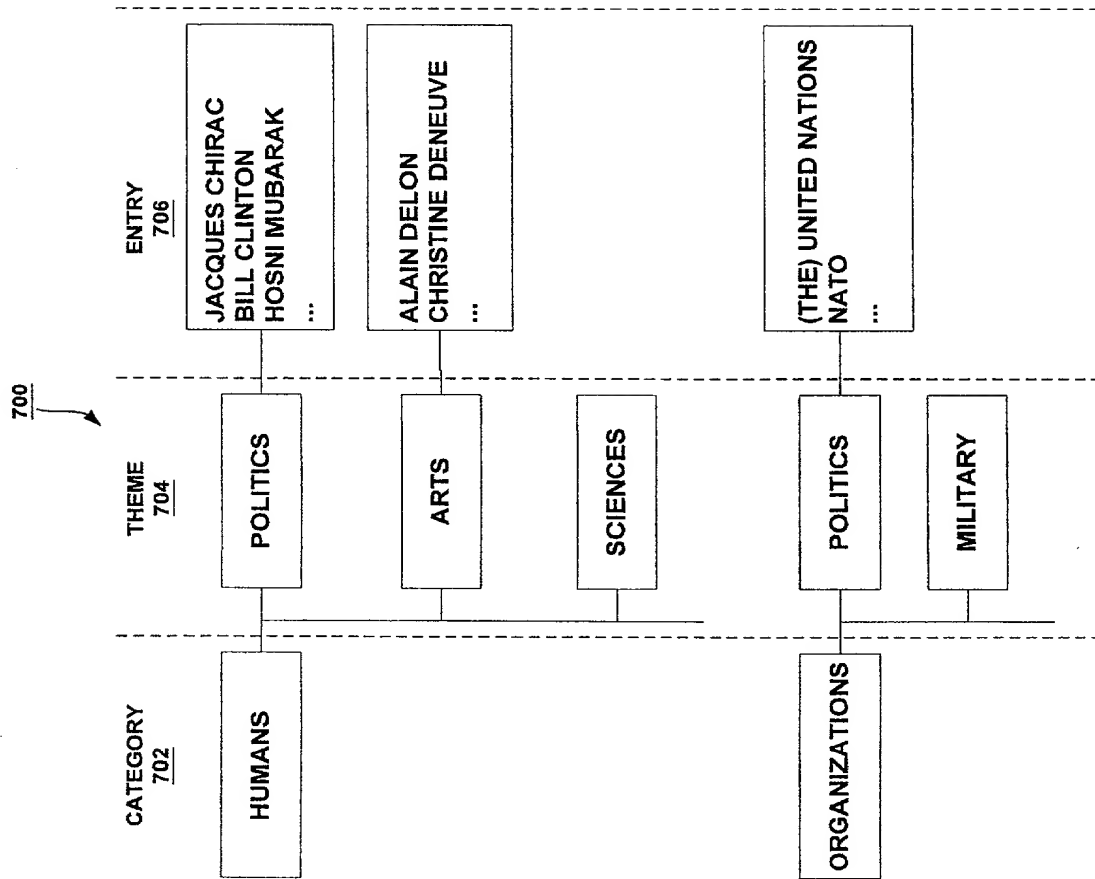 700
CATEGORY
702
THEME
704
ENTRY
706
HUMANS
POLITICS
JACQUES CHIRAC
BILL CLINTON
HOSNI MUBARAK
...
ARTS
ALAIN DELON
CHRISTINE DENEUVE
...
SCIENCES
ORGANIZATIONS
POLITICS
(THE) UNITED NATIONS
NATO
...
MILITARY